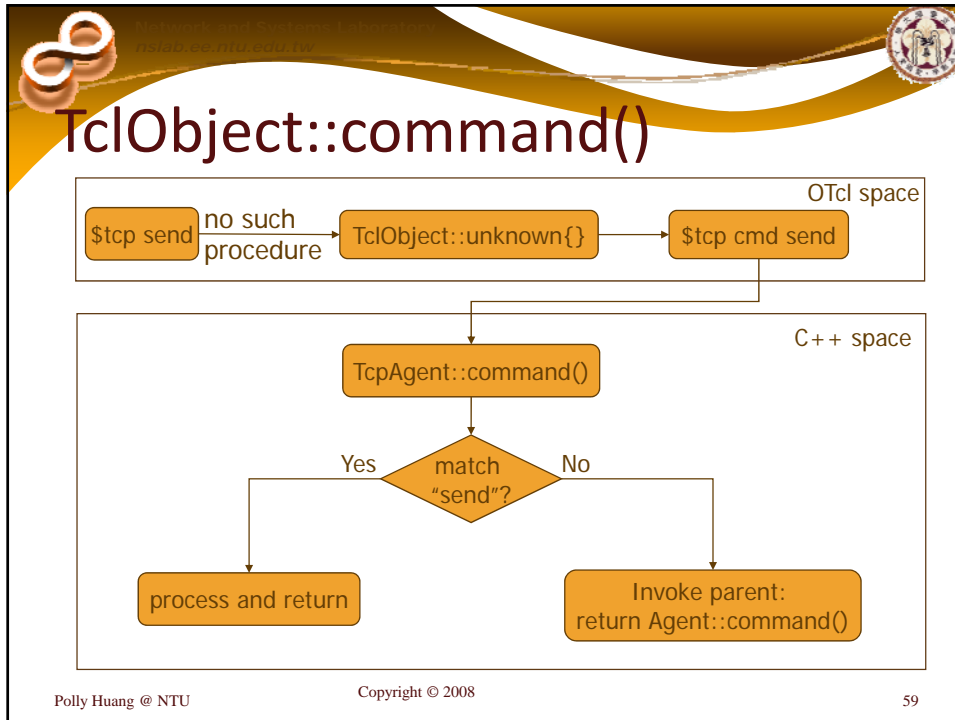 Network and Systems Laboratory
nslab.ee.ntu.edu.tw
TclObject::command()
OTcl space
$tcp send
no such
procedure
TclObject::unknown{}
$tcp cmd send
C++ space
TcpAgent::command()
Yes
match
“send”?
No
process and return
Invoke parent:
return Agent::command()
Polly Huang @ NTU
Copyright © 2008
59